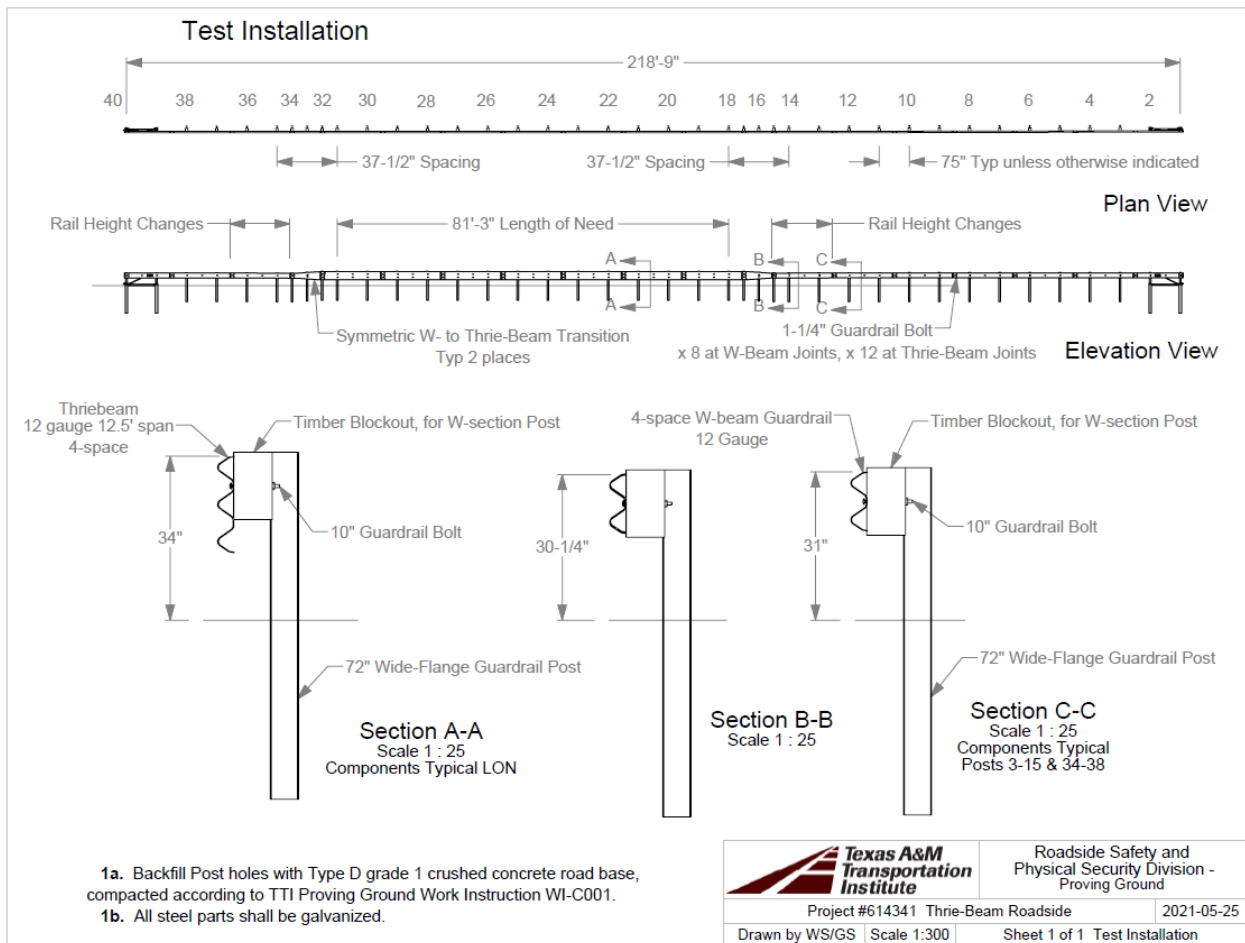 Test Installation
218'-9"
40 38 36 34 32 30 28 26 24 22 20 18 16 14 12 10 8 6 4 2
37-1/2" Spacing
37-1/2" Spacing
75" Typ unless otherwise indicated
Plan View
Rail Height Changes
81'-3" Length of Need
Rail Height Changes
A
B
C
A
B
C
Symmetric W- to Thrie-Beam Transition
Typ 2 places
1-1/4" Guardrail Bolt
x 8 at W-Beam Joints, x 12 at Thrie-Beam Joints
Elevation View
Thriebeam
12 gauge 12.5' span
4-space
Timber Blockout, for W-section Post
34"
10" Guardrail Bolt
72" Wide-Flange Guardrail Post
Section A-A
Scale 1 : 25
Components Typical LON
4-space W-beam Guardrail
12 Gauge
30-1/4"
Section B-B
Scale 1 : 25
Timber Blockout, for W-section Post
31"
10" Guardrail Bolt
72" Wide-Flange Guardrail Post
Section C-C
Scale 1 : 25
Components Typical
Posts 3-15 & 34-38
1a. Backfill Post holes with Type D grade 1 crushed concrete road base,
compacted according to TTI Proving Ground Work Instruction WI-C001.
1b. All steel parts shall be galvanized.
Texas A&M
Transportation
Institute
Roadside Safety and
Physical Security Division -
Proving Ground
Project #614341 Thrie-Beam Roadside
2021-05-25
Drawn by WS/GS
Scale 1:300
Sheet 1 of 1 Test Installation